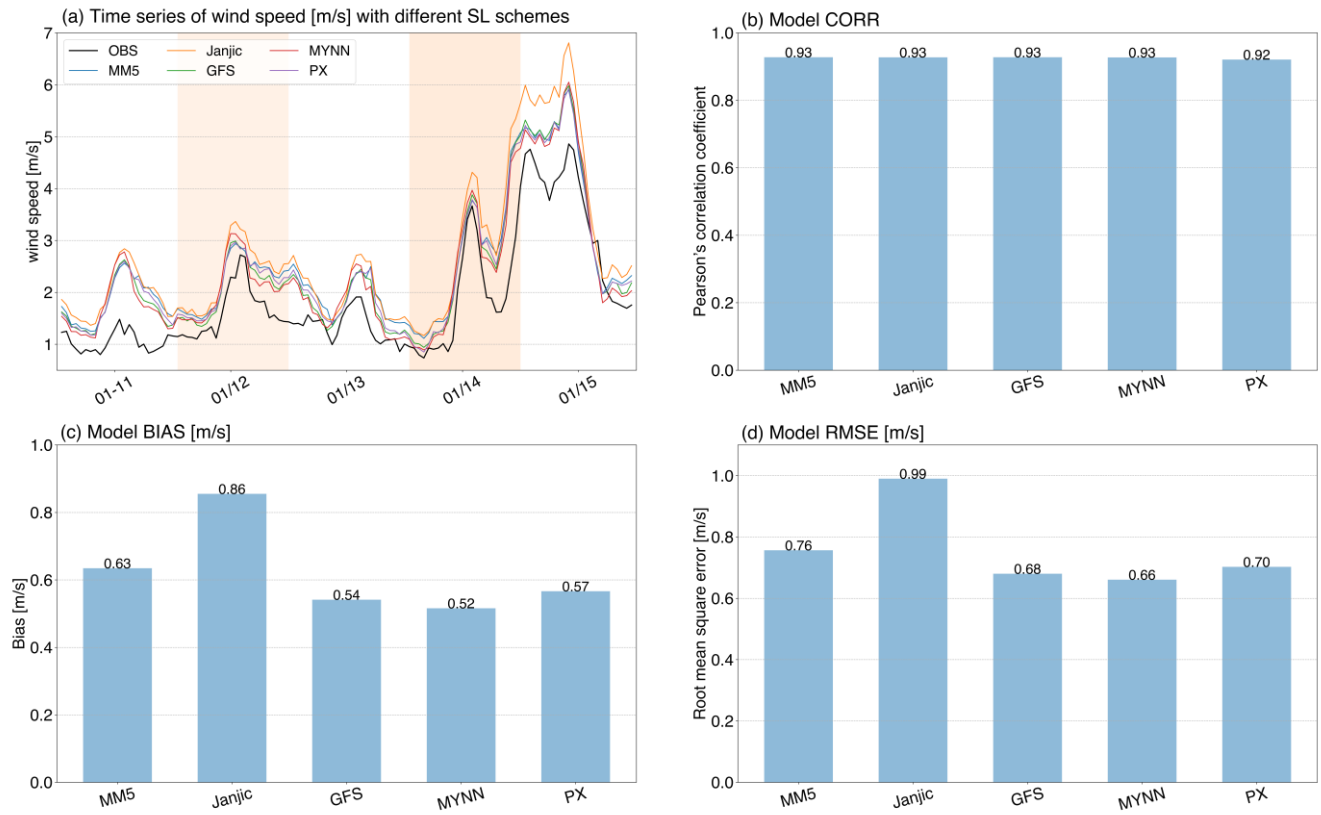 (a) Time series of wind speed [m/s] with different SL schemes
OBS
Janjic
MYNN
MM5
GFS
PX
wind speed [m/s]
7
6
5
4
3
2
1
01-11
01/12
01/13
01/14
01/15
(b) Model CORR
Pearson's correlation coefficient
1.0
0.8
0.6
0.4
0.2
0.0
0.93
0.93
0.93
0.93
0.92
MM5
Janjic
GFS
MYNN
PX
(c) Model BIAS [m/s]
Bias [m/s]
1.0
0.8
0.6
0.4
0.2
0.0
0.63
0.86
0.54
0.52
0.57
MM5
Janjic
GFS
MYNN
PX
(d) Model RMSE [m/s]
Root mean square error [m/s]
1.0
0.8
0.6
0.4
0.2
0.0
0.76
0.99
0.68
0.66
0.70
MM5
Janjic
GFS
MYNN
PX